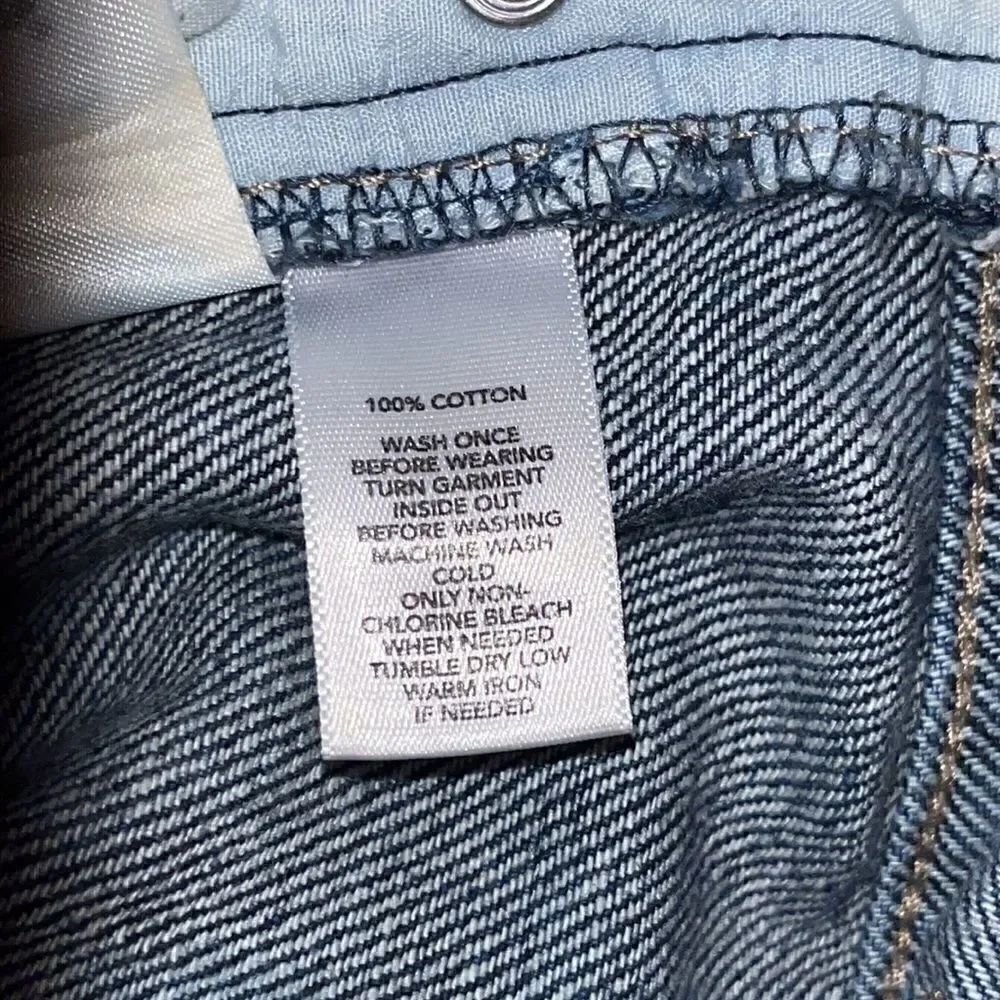 100% COTTON
WASH ONCE
BEFORE WEARING
TURN GARMENT
INSIDE OUT
BEFORE WASHING
MACHINE WASH
COLD
ONLY NON-
CHLORINE BLEACH
WHEN NEEDED
TUMBLE DRY LOW
WARM IRON
IF NEEDED